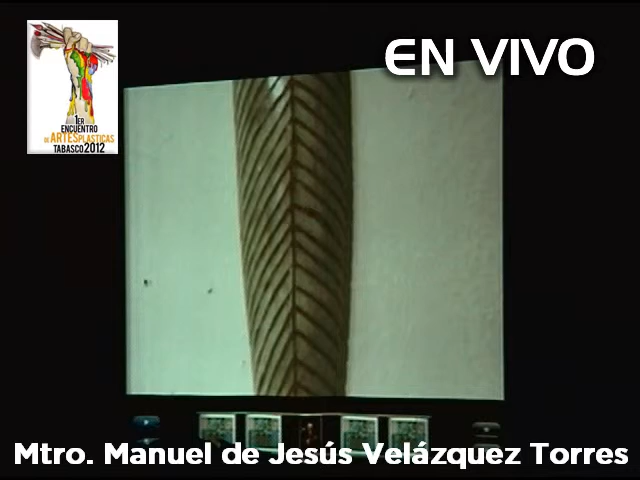 EN VIVO
1ER
ENCUENTRO
DE ARTES PLASTICAS
TABASCO 2012
Mtro. Manuel de Jesús Velázquez Torres